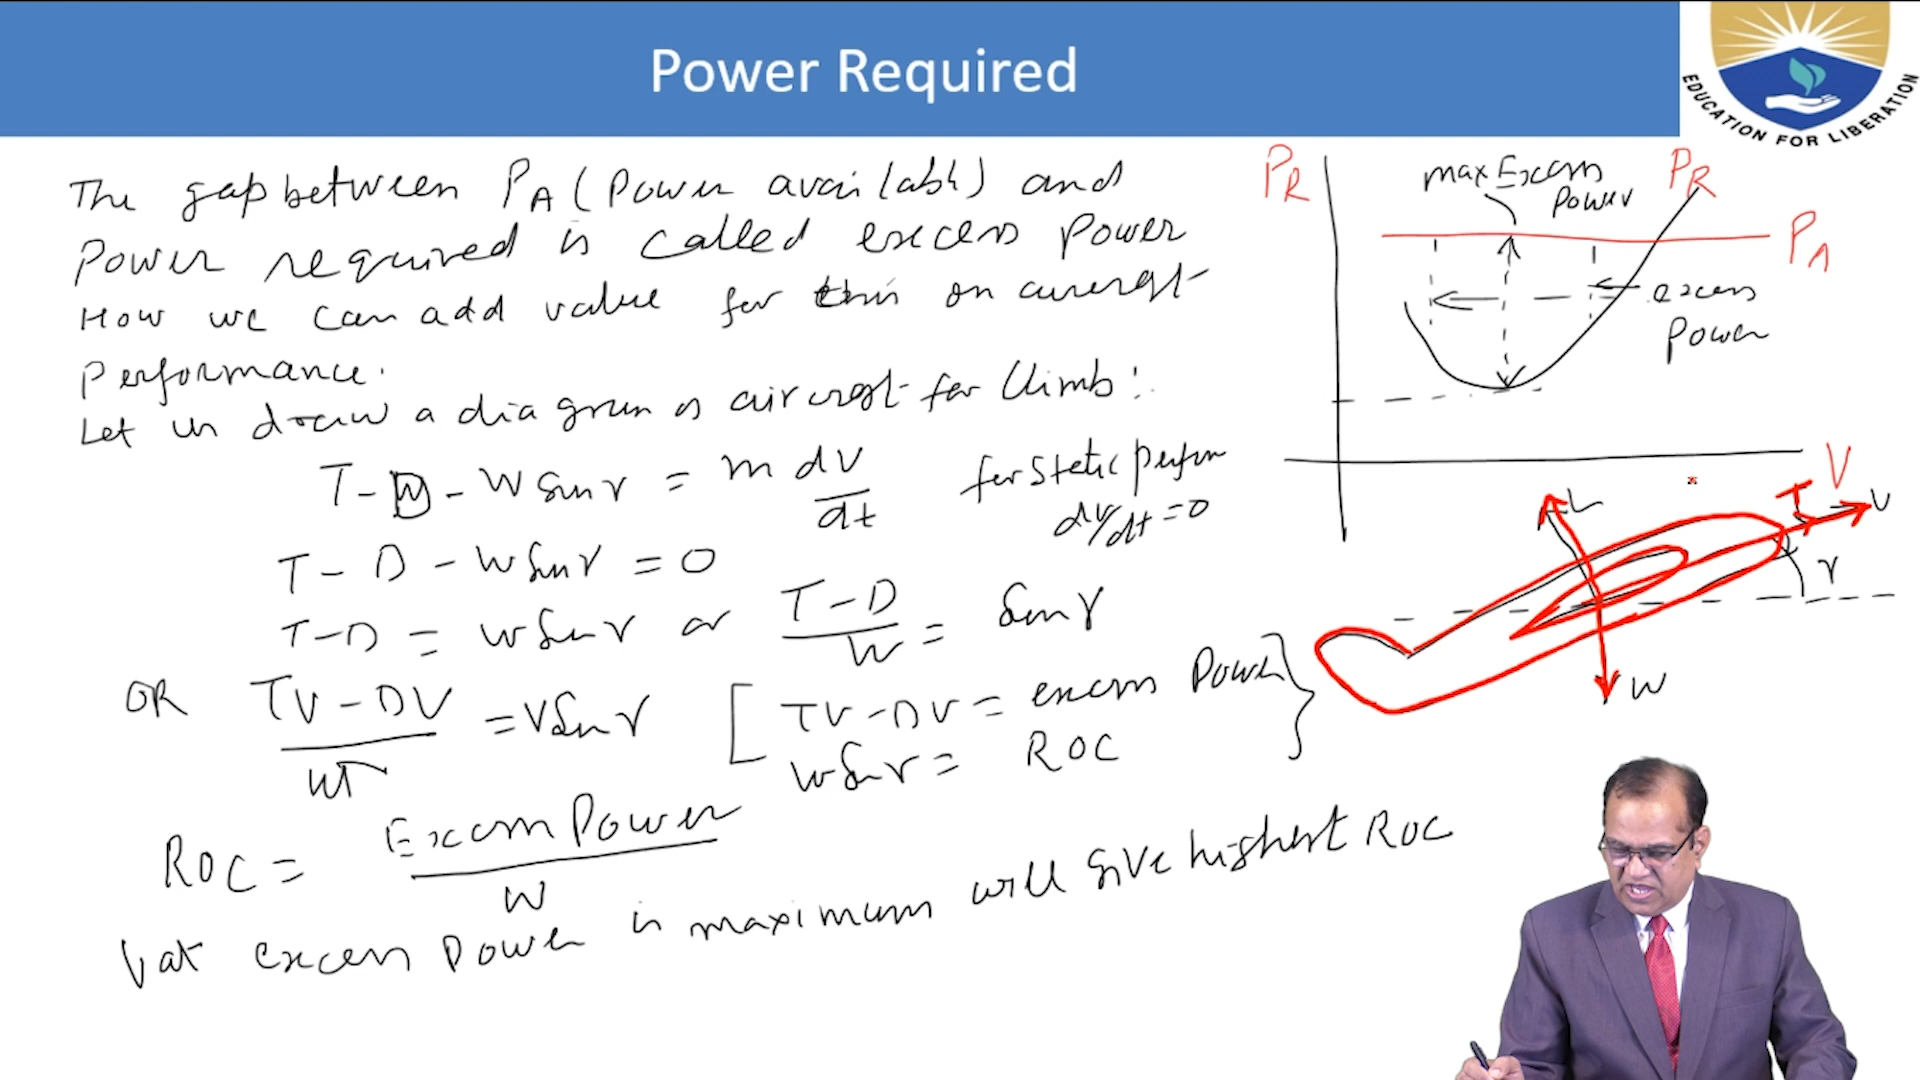 Power Required
EDUCATION FOR LIBERATION
The gap between PA (Power available) and
Power required is called excess Power
How we can add value for this on aircraft
Performance.
Let us draw a diagram of aircraft for Climb:
T - D - W Sin γ = m dv/dt for Static perform dv/dt = 0
T - D - W Sin γ = 0
T - D = W Sin γ or T - D / W = Sin γ
OR TV - DV / W = V Sin γ [ TV - DV = excess Power }
W Sin γ = ROC
ROC = Excess Power / W
V at excess Power is maximum will give highest ROC
PR
max Excess
Power
PR
PA
excess
Power
V
L
T
V
γ
W